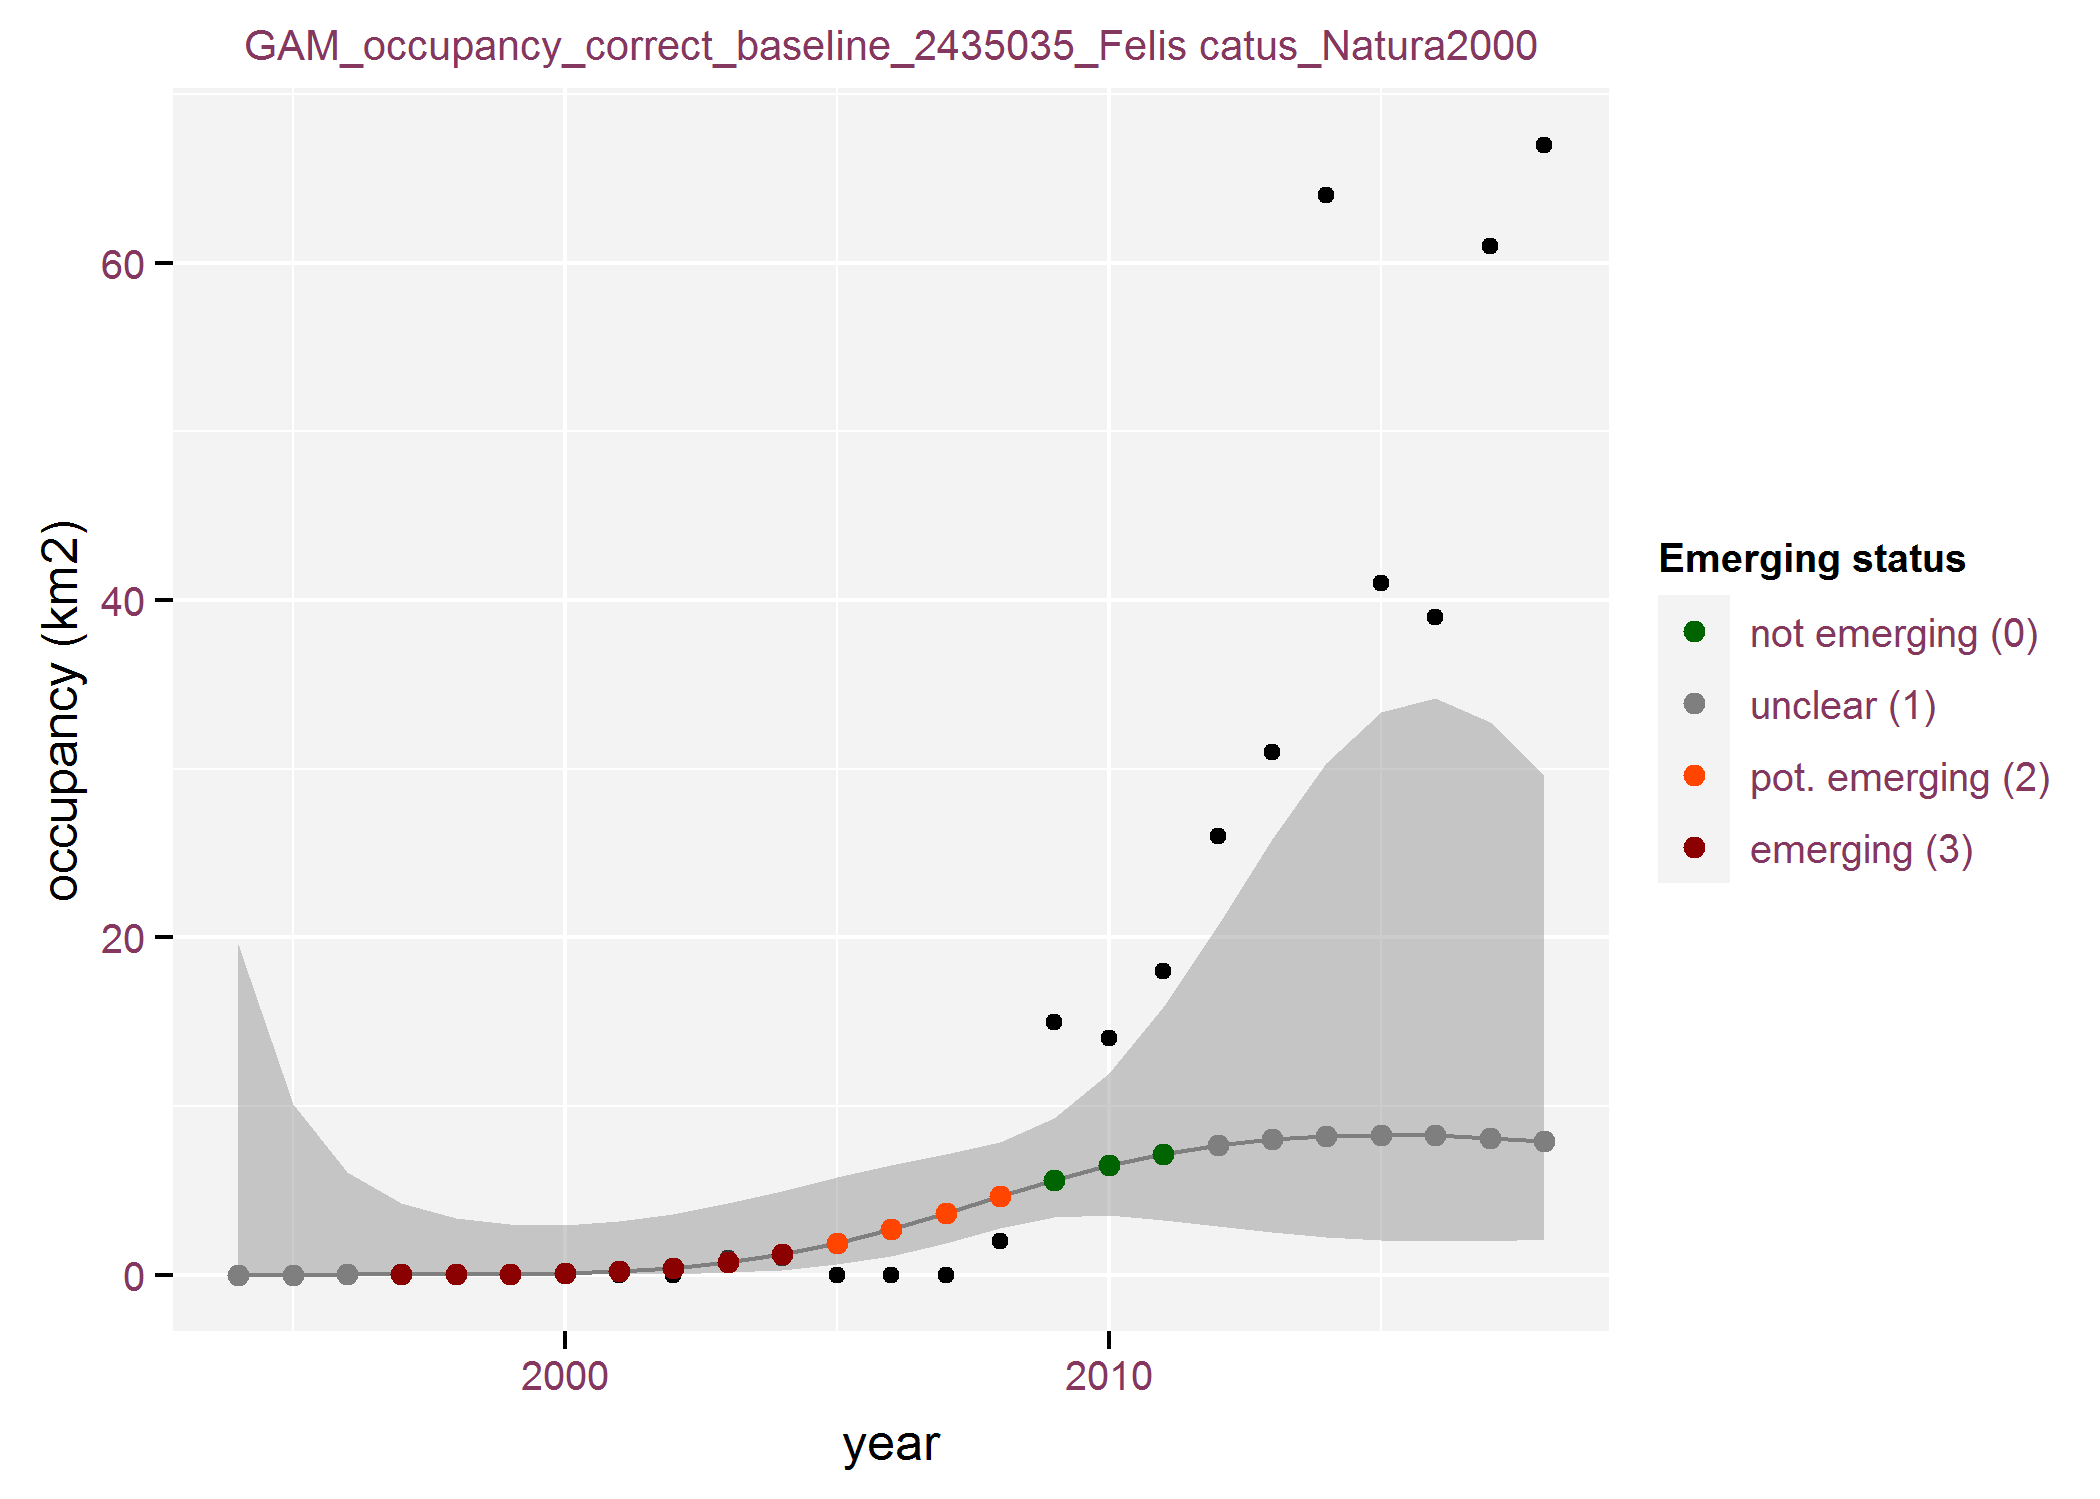 GAM_occupancy_correct_baseline_2435035_Felis catus_Natura2000
60
40
20
0
occupancy (km2)
2000
2010
year
Emerging status
not emerging (0)
unclear (1)
pot. emerging (2)
emerging (3)